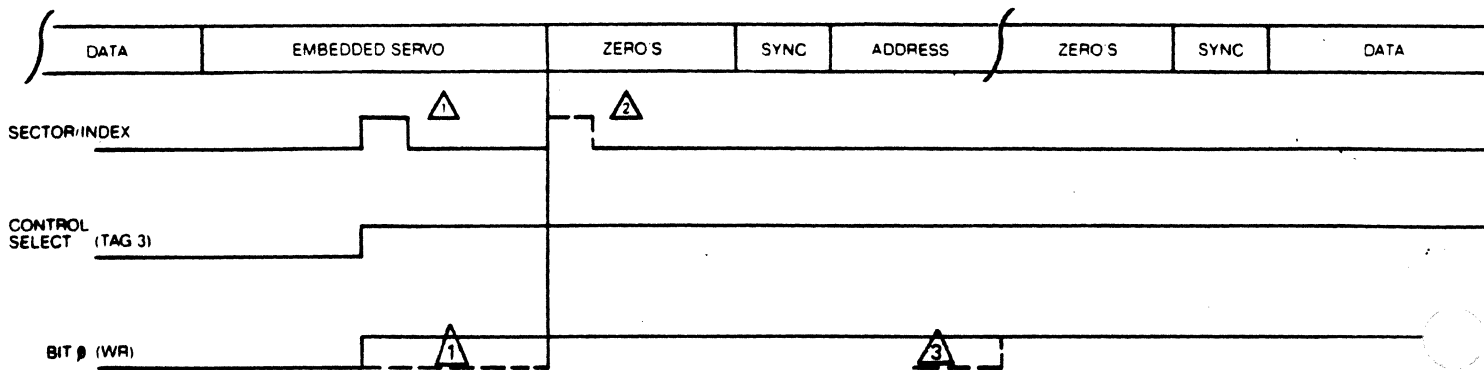 DATA EMBEDDED SERVO ZERO'S SYNC ADDRESS ZERO'S SYNC DATA
1 2
SECTOR/INDEX
CONTROL
SELECT (TAG 3)
BIT 0 (WR) 1 3